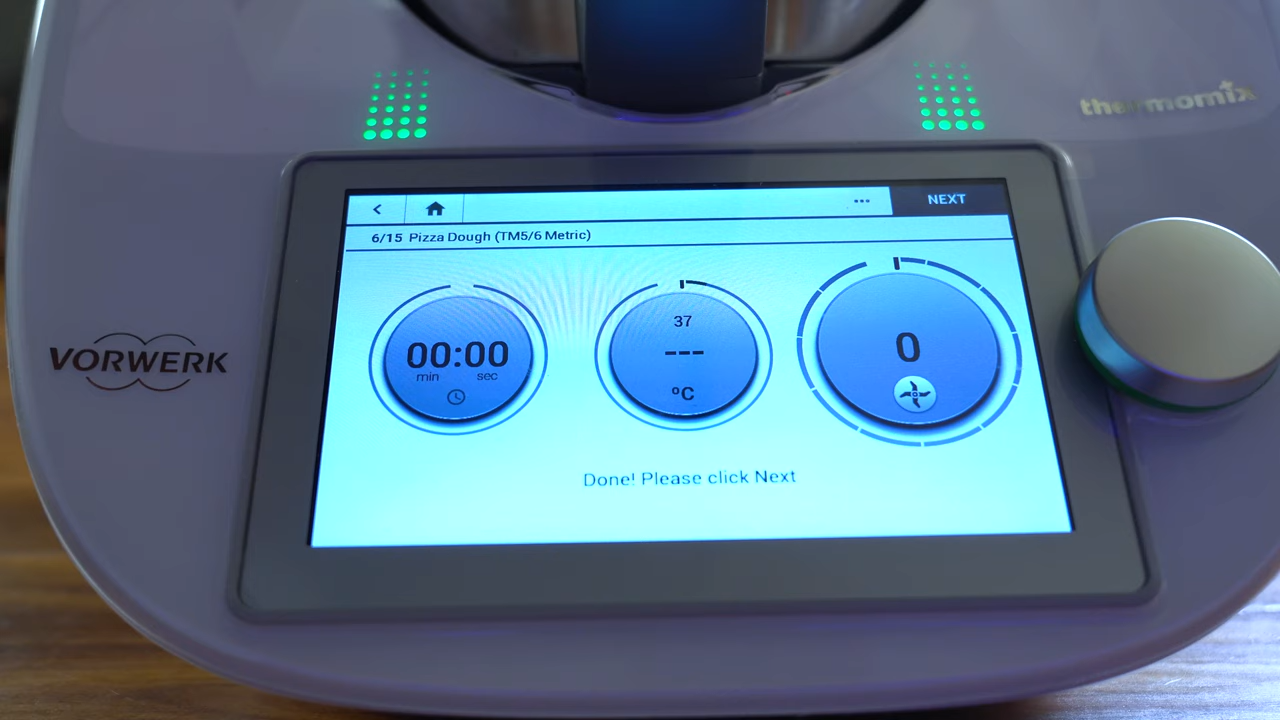 thermomix
NEXT
6/15 Pizza Dough (TM5/6 Metric)
00:00
min sec
37
---
°C
0
VORWERK
Done! Please click Next